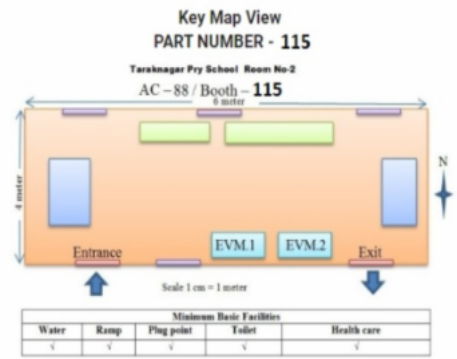 Key Map View
PART NUMBER - 115
Taraknagar Pry School Room No-2
AC – 88 / Booth – 115
6 meter
4 meter
N
EVM.1 EVM.2
Entrance Exit
Scale 1 cm = 1 meter
Minimum Basic Facilities
Water Ramp Plug point Toilet Health care
√ √ √ √ √